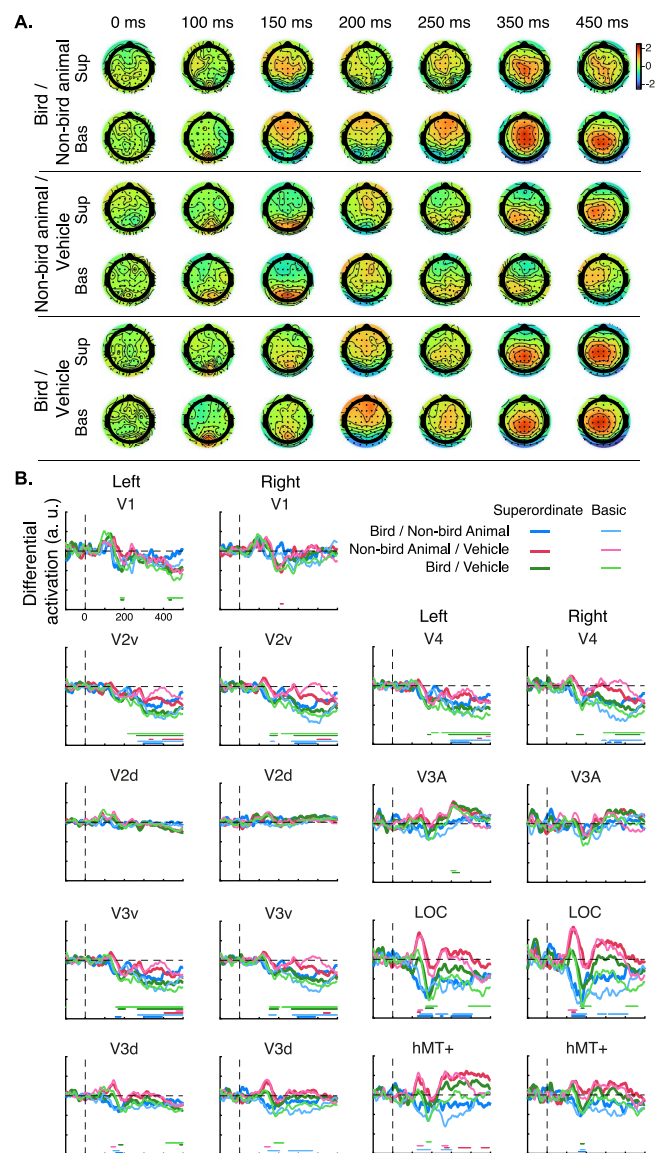 A.
0 ms 100 ms 150 ms 200 ms 250 ms 350 ms 450 ms
Bird /
Non-bird animal
Sup
Bas
2
0
-2
Non-bird animal /
Vehicle
Sup
Bas
Bird /
Vehicle
Sup
Bas
B.
Left Right
V1 V1
Differential
activation (a. u.)
0 200 400
Superordinate Basic
Bird / Non-bird Animal
Non-bird Animal / Vehicle
Bird / Vehicle
Left Right
V2v V2v V4 V4
V2d V2d V3A V3A
V3v V3v LOC LOC
V3d V3d hMT+ hMT+